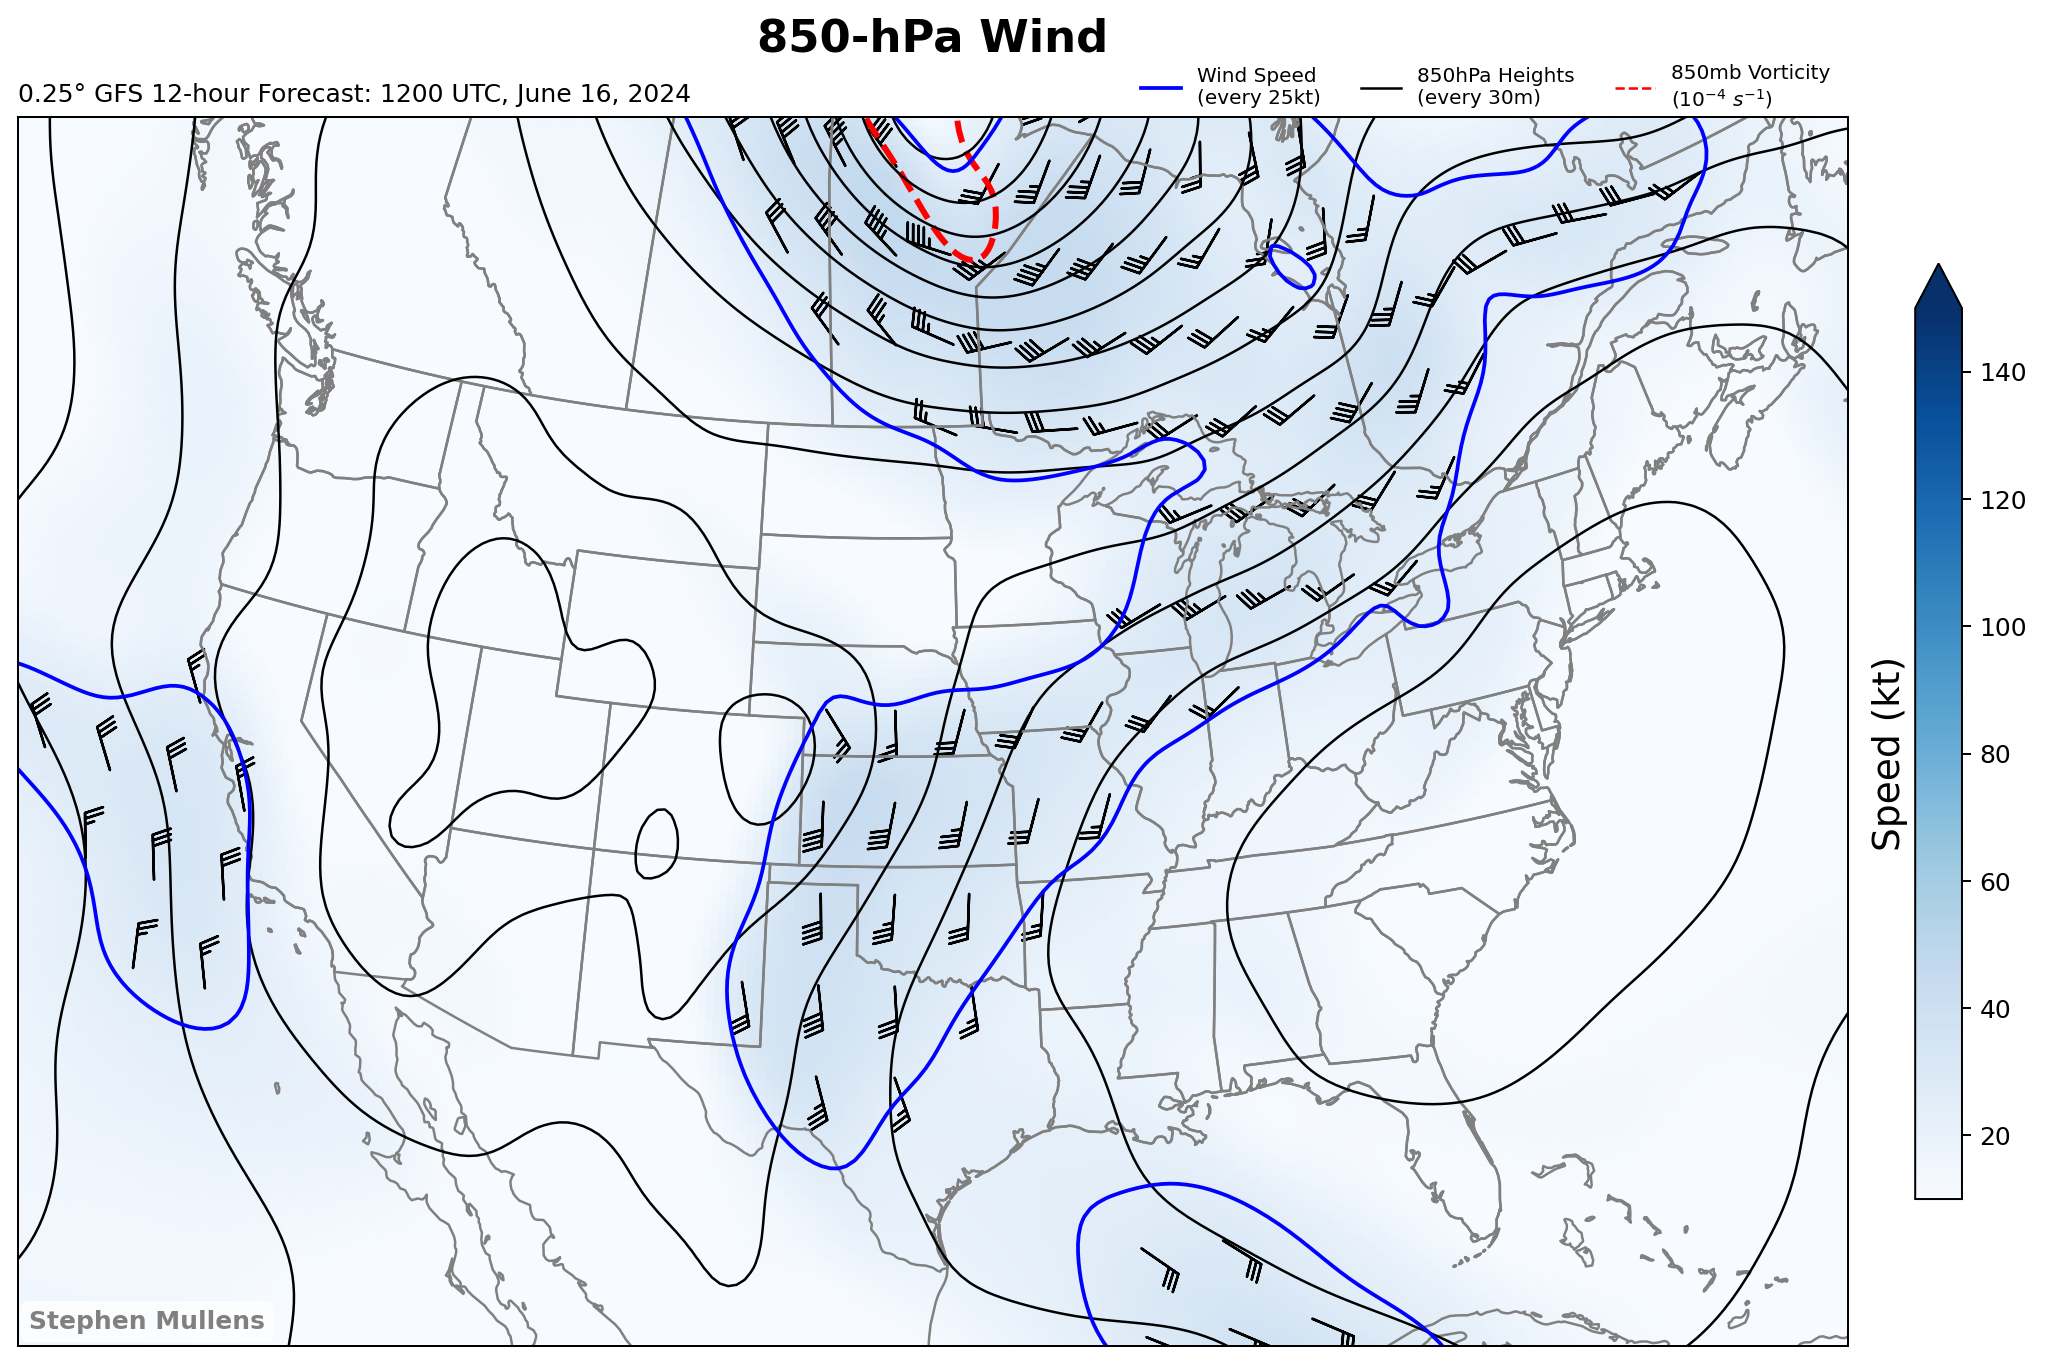 850-hPa Wind
0.25° GFS 12-hour Forecast: 1200 UTC, June 16, 2024
Wind Speed
(every 25kt)
850hPa Heights
(every 30m)
850mb Vorticity
(10⁻⁴ s⁻¹)
140
120
100
80
60
40
20
Speed (kt)
Stephen Mullens